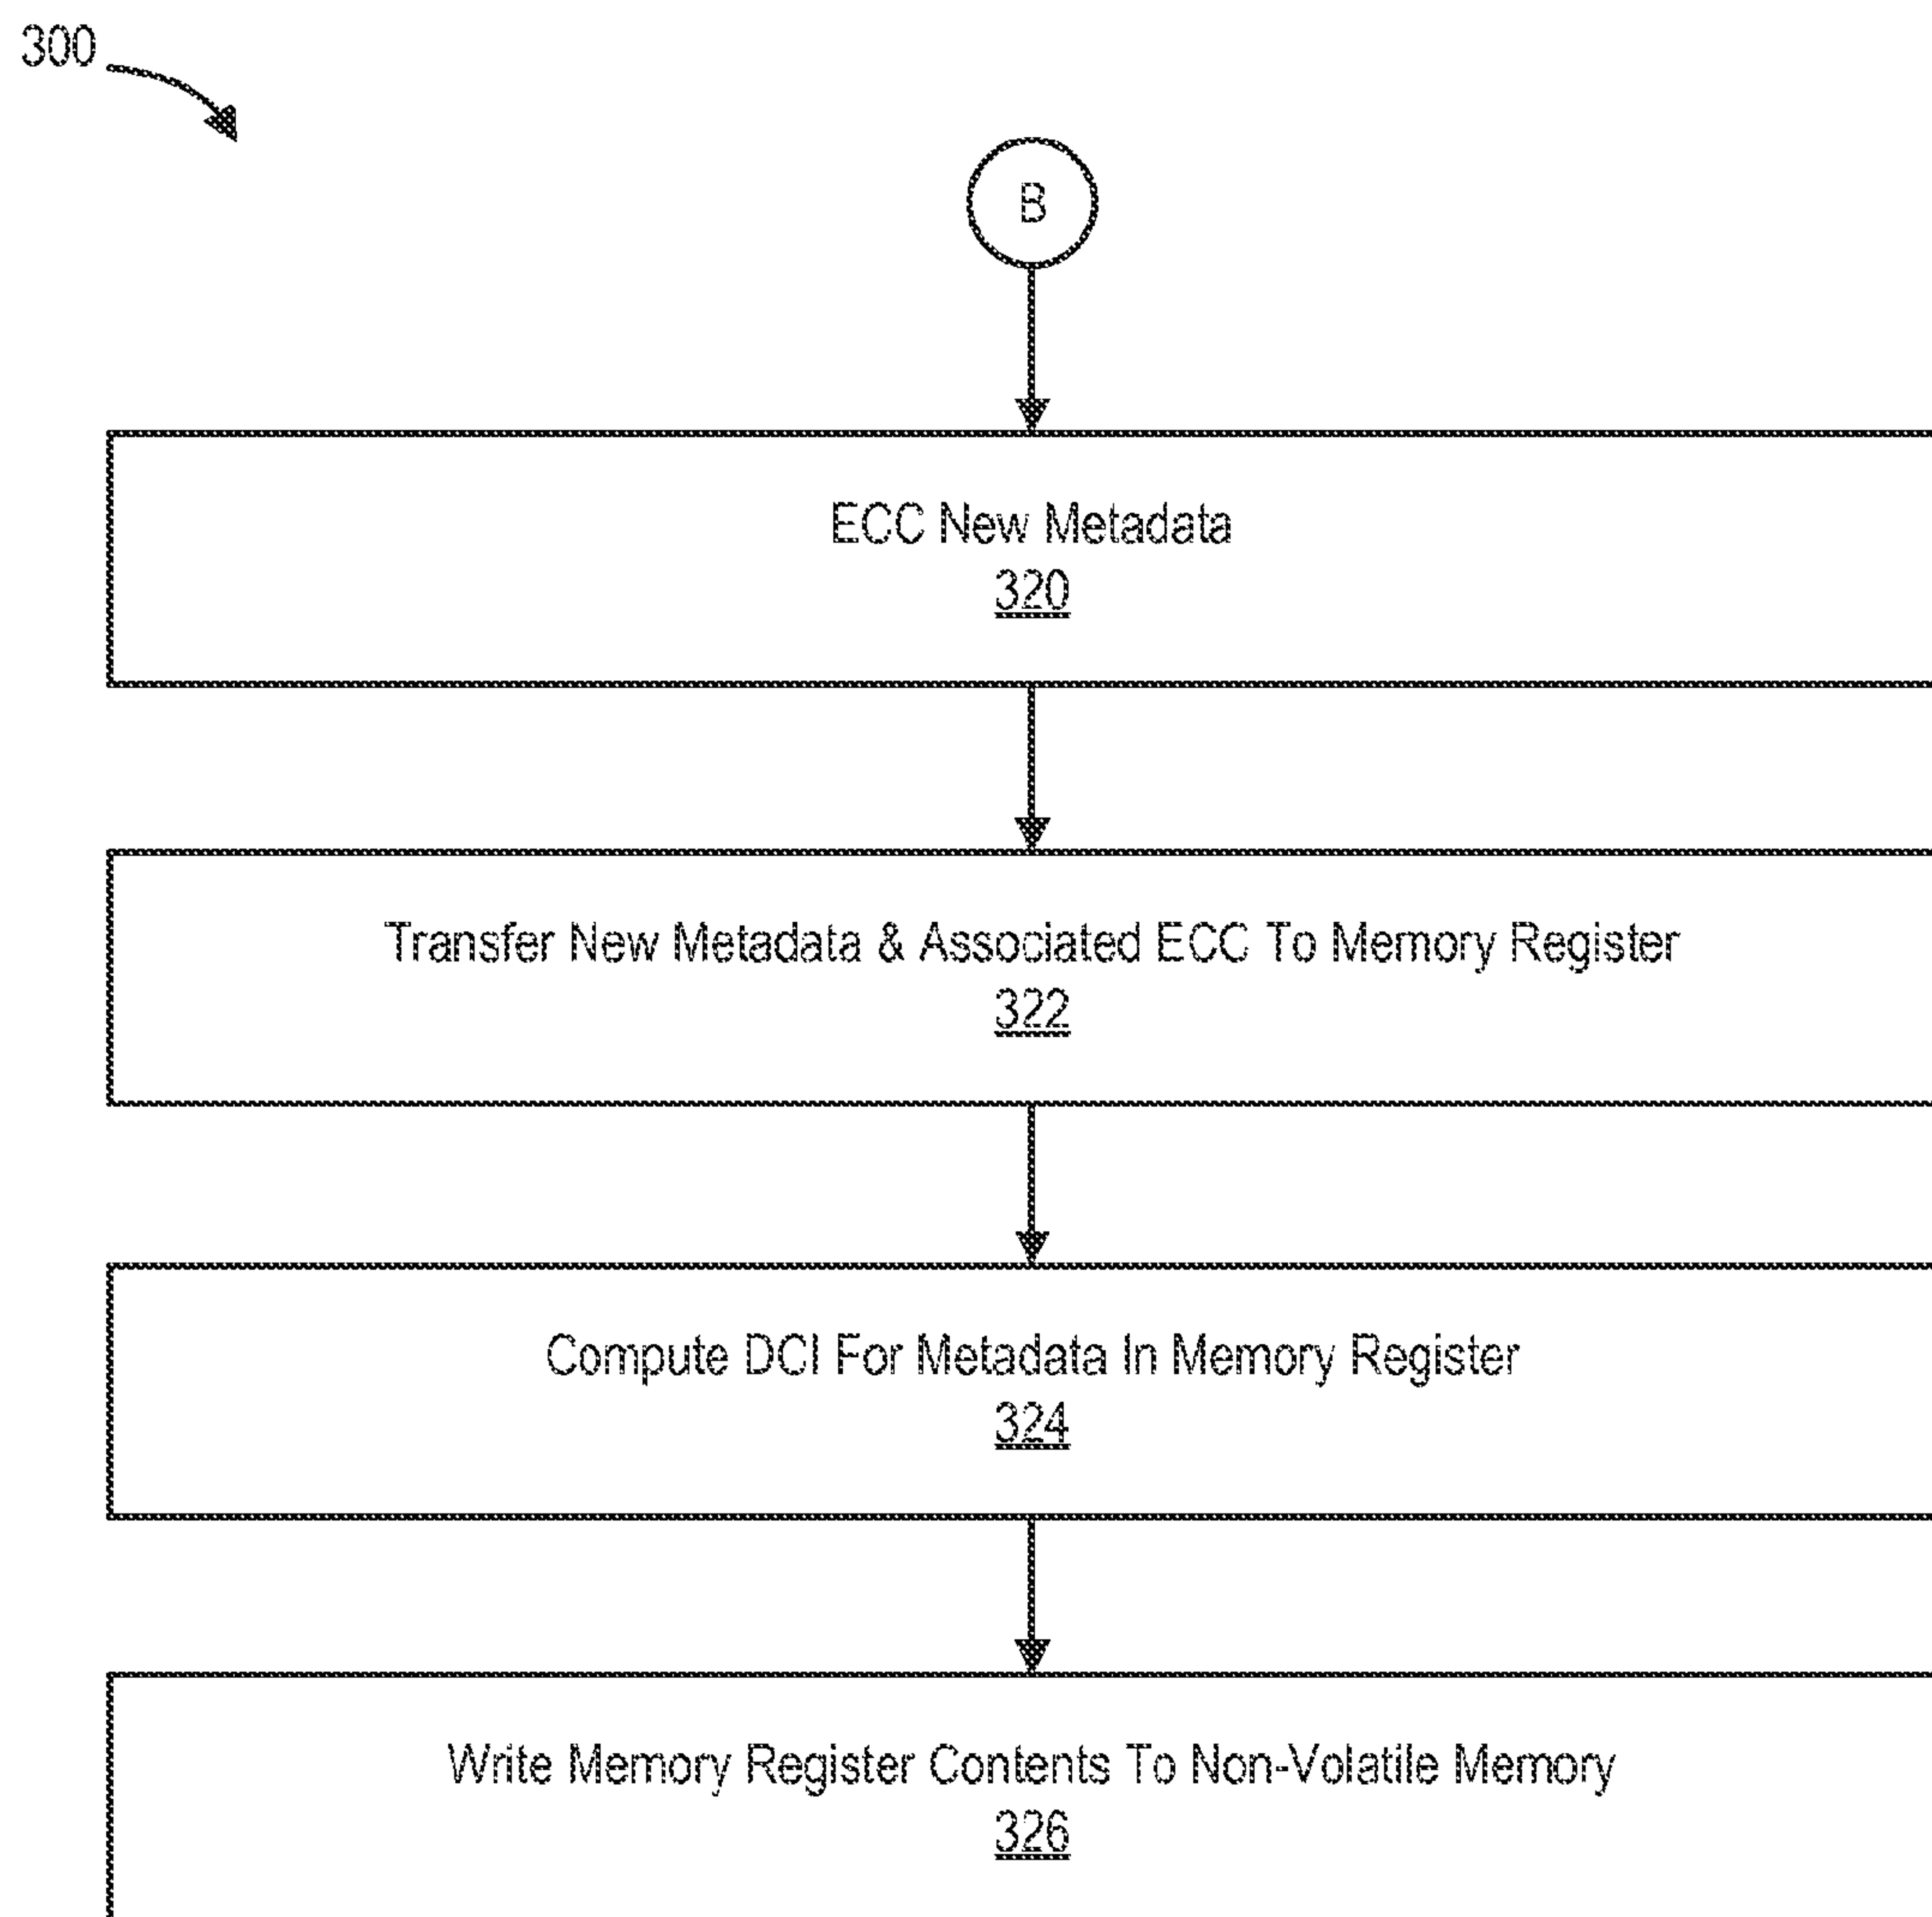 300
B
ECC New Metadata
320
Transfer New Metadata & Associated ECC To Memory Register
322
Compute DCI For Metadata In Memory Register
324
Write Memory Register Contents To Non-Volatile Memory
326